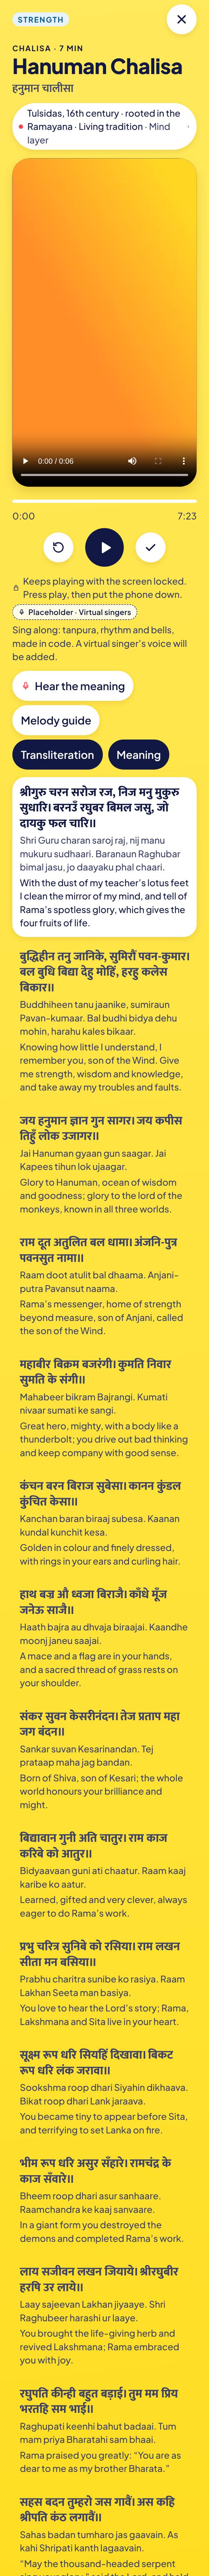 STRENGTH
CHALISA · 7 MIN
Hanuman Chalisa
हनुमान चालीसा
Tulsidas, 16th century · rooted in the
Ramayana · Living tradition · Mind
layer
0:00 / 0:06
0:00
7:23
Keeps playing with the screen locked.
Press play, then put the phone down.
Placeholder · Virtual singers
Sing along: tanpura, rhythm and bells,
made in code. A virtual singer's voice will
be added.
Hear the meaning
Melody guide
Transliteration
Meaning
श्रीगुरु चरन सरोज रज, निज मनु मुकुरु
सुधारि। बरनउँ रघुबर बिमल जसु, जो
दायकु फल चारि॥
Shri Guru charan saroj raj, nij manu
mukuru sudhaari. Baranaun Raghubar
bimal jasu, jo daayaku phal chaari.
With the dust of my teacher's lotus feet
I clean the mirror of my mind, and tell of
Rama's spotless glory, which gives the
four fruits of life.
बुद्धिहीन तनु जानिके, सुमिरौं पवन-कुमार।
बल बुधि बिद्या देहु मोहिं, हरहु कलेस
बिकार॥
Buddhiheen tanu jaanike, sumiraun
Pavan-kumaar. Bal budhi bidya dehu
mohin, harahu kales bikaar.
Knowing how little I understand, I
remember you, son of the Wind. Give
me strength, wisdom and knowledge,
and take away my troubles and faults.
जय हनुमान ज्ञान गुन सागर। जय कपीस
तिहुँ लोक उजागर॥
Jai Hanuman gyaan gun saagar. Jai
Kapees tihun lok ujaagar.
Glory to Hanuman, ocean of wisdom
and goodness; glory to the lord of the
monkeys, known in all three worlds.
राम दूत अतुलित बल धामा। अंजनि-पुत्र
पवनसुत नामा॥
Raam doot atulit bal dhaama. Anjani-
putra Pavansut naama.
Rama's messenger, home of strength
beyond measure, son of Anjani, called
the son of the Wind.
महाबीर बिक्रम बजरंगी। कुमति निवार
सुमति के संगी॥
Mahabeer bikram Bajrangi. Kumati
nivaar sumati ke sangi.
Great hero, mighty, with a body like a
thunderbolt; you drive out bad thinking
and keep company with good sense.
कंचन बरन बिराज सुबेसा। कानन कुंडल
कुंचित केसा॥
Kanchan baran biraaj subesa. Kaanan
kundal kunchit kesa.
Golden in colour and finely dressed,
with rings in your ears and curling hair.
हाथ बज्र औ ध्वजा बिराजै। काँधे मूँज
जनेऊ साजै॥
Haath bajra au dhvaja biraajai. Kaandhe
moonj janeu saajai.
A mace and a flag are in your hands,
and a sacred thread of grass rests on
your shoulder.
संकर सुवन केसरीनंदन। तेज प्रताप महा
जग बंदन॥
Sankar suvan Kesarinandan. Tej
prataap maha jag bandan.
Born of Shiva, son of Kesari; the whole
world honours your brilliance and
might.
बिद्यावान गुनी अति चातुर। राम काज
करिबे को आतुर॥
Bidyaavaan guni ati chaatur. Raam kaaj
karibe ko aatur.
Learned, gifted and very clever, always
eager to do Rama's work.
प्रभु चरित्र सुनिबे को रसिया। राम लखन
सीता मन बसिया॥
Prabhu charitra sunibe ko rasiya. Raam
Lakhan Seeta man basiya.
You love to hear the Lord's story; Rama,
Lakshmana and Sita live in your heart.
सूक्ष्म रूप धरि सियहिं दिखावा। बिकट
रूप धरि लंक जरावा॥
Sookshma roop dhari Siyahin dikhaava.
Bikat roop dhari Lank jaraava.
You became tiny to appear before Sita,
and terrifying to set Lanka on fire.
भीम रूप धरि असुर सँहारे। रामचंद्र के
काज सँवारे॥
Bheem roop dhari asur sanhaare.
Raamchandra ke kaaj sanvaare.
In a giant form you destroyed the
demons and completed Rama's work.
लाय सजीवन लखन जियाये। श्रीरघुबीर
हरषि उर लाये॥
Laay sajeevan Lakhan jiyaaye. Shri
Raghubeer harashi ur laaye.
You brought the life-giving herb and
revived Lakshmana; Rama embraced
you with joy.
रघुपति कीन्ही बहुत बड़ाई। तुम मम प्रिय
भरतहि सम भाई॥
Raghupati keenhi bahut badaai. Tum
mam priya Bharatahi sam bhaai.
Rama praised you greatly: "You are as
dear to me as my brother Bharata."
सहस बदन तुम्हरो जस गावैं। अस कहि
श्रीपति कंठ लगावैं॥
Sahas badan tumharo jas gaavain. As
kahi Shripati kanth lagaavain.
"May the thousand-headed serpent